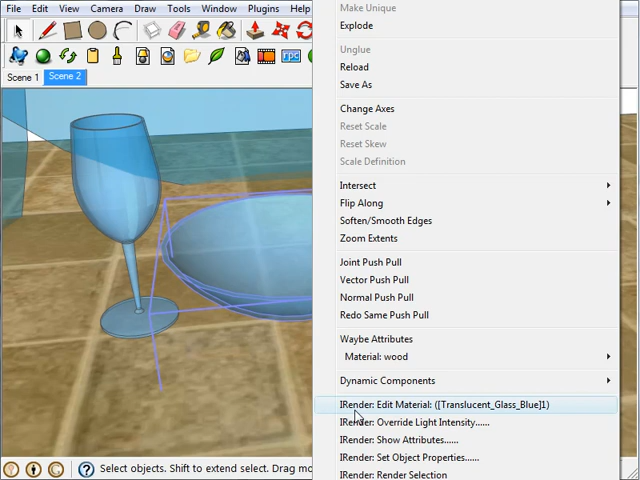 File Edit View Camera Draw Tools Window Plugins Help
rpc
Scene 1 Scene 2
Make Unique
Explode
Unglue
Reload
Save As
Change Axes
Reset Scale
Reset Skew
Scale Definition
Intersect
Flip Along
Soften/Smooth Edges
Zoom Extents
Joint Push Pull
Vector Push Pull
Normal Push Pull
Redo Same Push Pull
Waybe Attributes
Material: wood
Dynamic Components
IRender: Edit Material: ([Translucent_Glass_Blue]1)
IRender: Override Light Intensity......
IRender: Show Attributes......
IRender: Set Object Properties......
IRender: Render Selection
Select objects. Shift to extend select. Drag mo